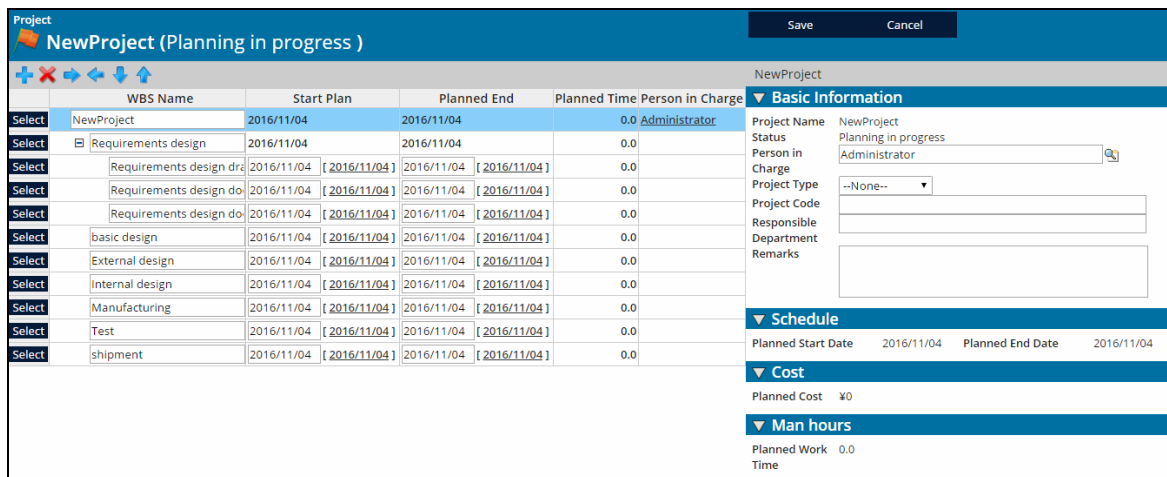 Project
NewProject (Planning in progress )
Save Cancel
NewProject
WBS Name Start Plan Planned End Planned Time Person in Charge
Select NewProject 2016/11/04 2016/11/04 0.0 Administrator
Select Requirements design 2016/11/04 2016/11/04 0.0
Select Requirements design dra 2016/11/04 [ 2016/11/04 ] 2016/11/04 [ 2016/11/04 ] 0.0
Select Requirements design do 2016/11/04 [ 2016/11/04 ] 2016/11/04 [ 2016/11/04 ] 0.0
Select Requirements design do 2016/11/04 [ 2016/11/04 ] 2016/11/04 [ 2016/11/04 ] 0.0
Select basic design 2016/11/04 [ 2016/11/04 ] 2016/11/04 [ 2016/11/04 ] 0.0
Select External design 2016/11/04 [ 2016/11/04 ] 2016/11/04 [ 2016/11/04 ] 0.0
Select Internal design 2016/11/04 [ 2016/11/04 ] 2016/11/04 [ 2016/11/04 ] 0.0
Select Manufacturing 2016/11/04 [ 2016/11/04 ] 2016/11/04 [ 2016/11/04 ] 0.0
Select Test 2016/11/04 [ 2016/11/04 ] 2016/11/04 [ 2016/11/04 ] 0.0
Select shipment 2016/11/04 [ 2016/11/04 ] 2016/11/04 [ 2016/11/04 ] 0.0
Basic Information
Project Name NewProject
Status Planning in progress
Person in Administrator
Charge
Project Type --None--
Project Code
Responsible
Department
Remarks
Schedule
Planned Start Date 2016/11/04 Planned End Date 2016/11/04
Cost
Planned Cost ¥0
Man hours
Planned Work 0.0
Time